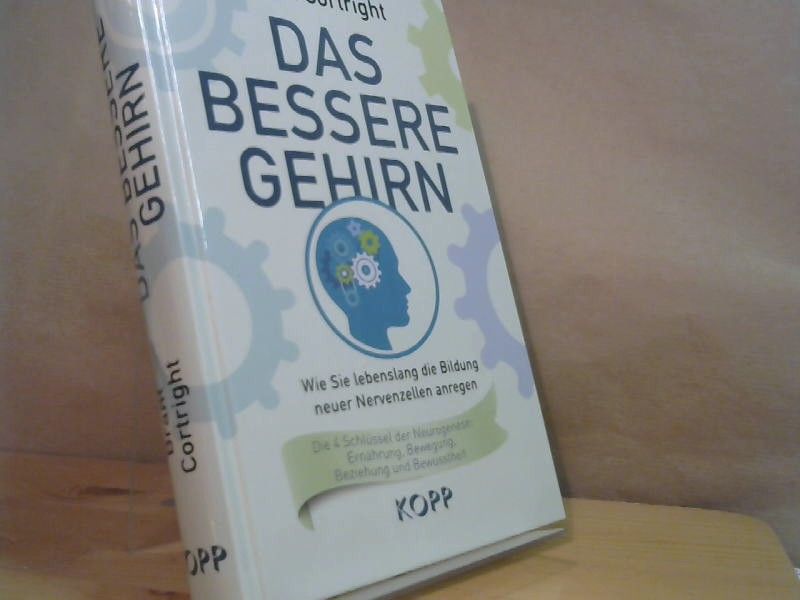 Cortright
DAS
BESSERE
GEHIRN
Wie Sie lebenslang die Bildung
neuer Nervenzellen anregen
Die 4 Schlüssel der Neurogenese:
Ernährung, Bewegung,
Beziehung und Bewusstheit
KOPP
DAS BESSERE
GEHIRN
Brant
Cortright
KOPP